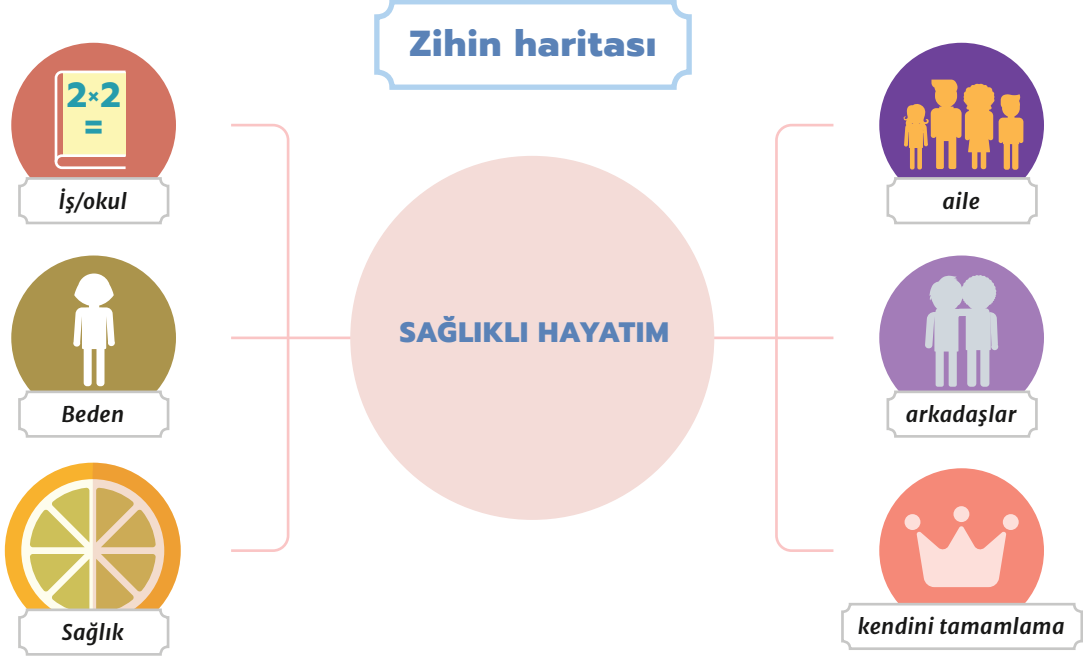 Zihin haritası
2×2
=
İş/okul
Beden
Sağlık
SAĞLIKLI HAYATIM
aile
arkadaşlar
kendini tamamlama